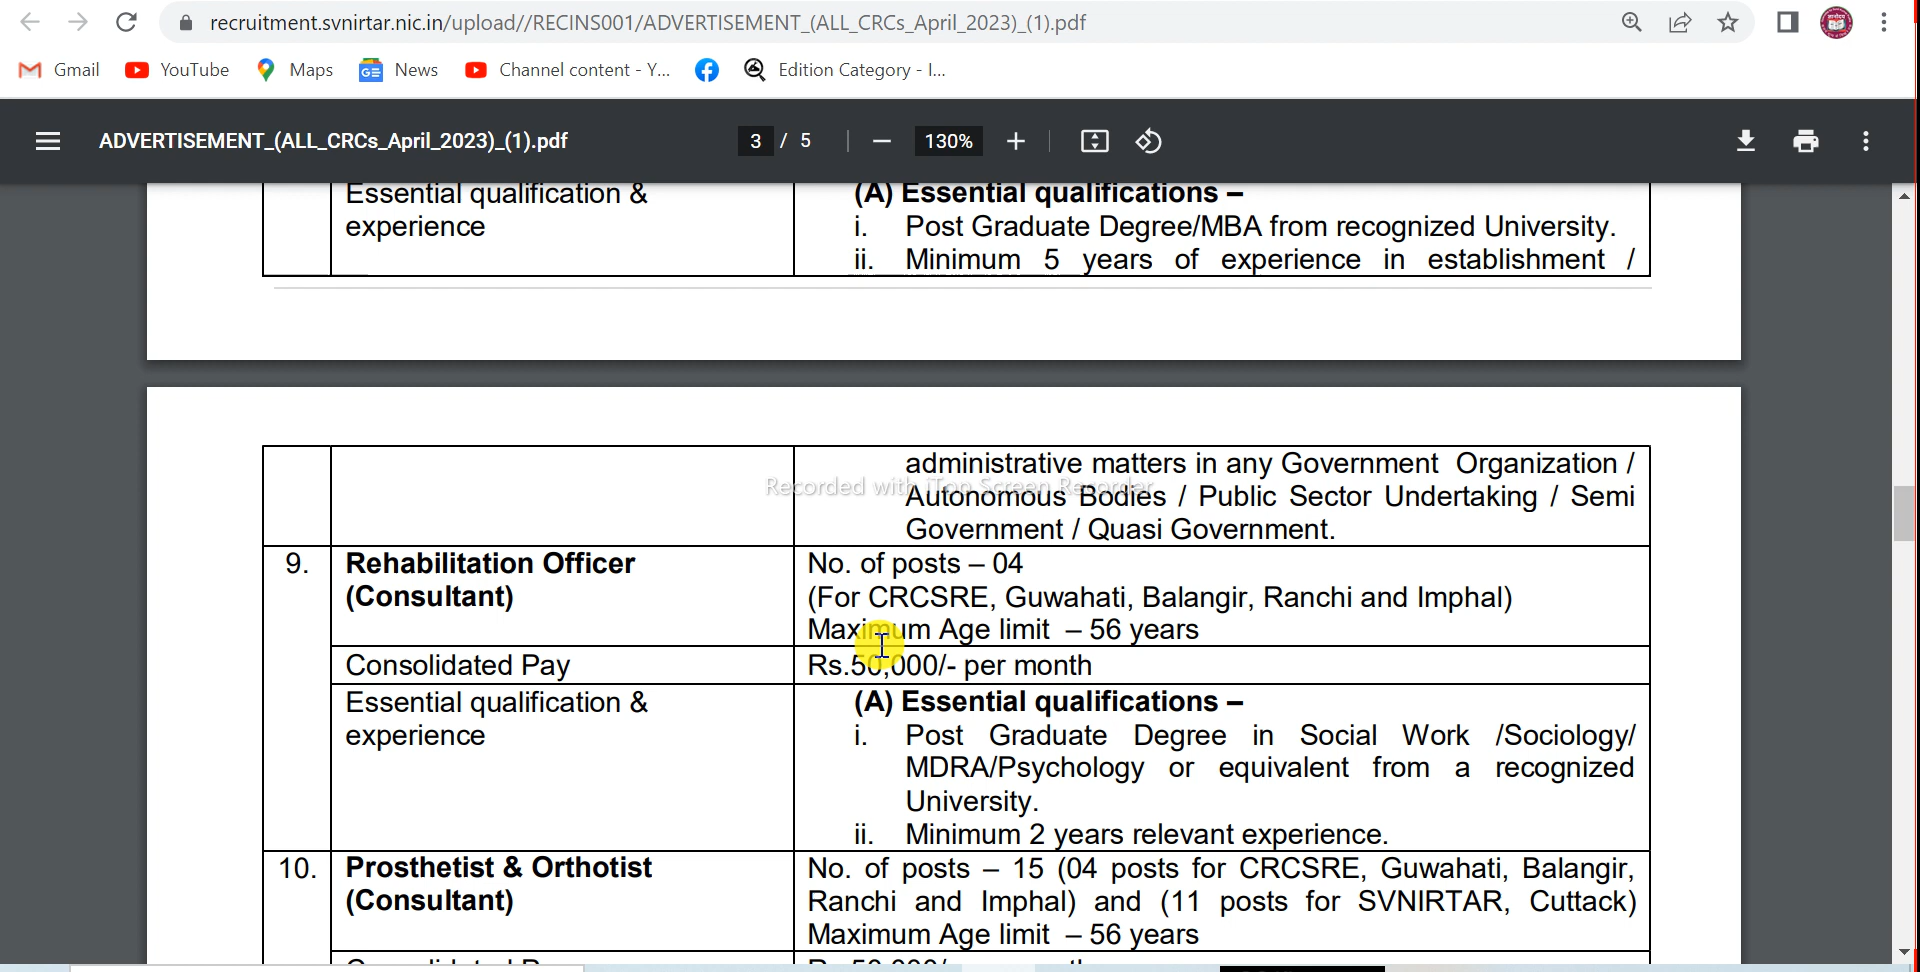 recruitment.svnirtar.nic.in/upload//RECINS001/ADVERTISEMENT_(ALL_CRCs_April_2023)_(1).pdf
Gmail YouTube Maps News Channel content - Y... Edition Category - I...
ADVERTISEMENT_(ALL_CRCs_April_2023)_(1).pdf 3 / 5 130%
Essential qualification & (A) Essential qualifications –
experience i. Post Graduate Degree/MBA from recognized University.
ii. Minimum 5 years of experience in establishment /
administrative matters in any Government Organization /
Recorded with iTop Screen Recorder
Autonomous Bodies / Public Sector Undertaking / Semi
Government / Quasi Government.
9. Rehabilitation Officer No. of posts – 04
(Consultant) (For CRCSRE, Guwahati, Balangir, Ranchi and Imphal)
Maximum Age limit – 56 years
Consolidated Pay Rs.50,000/- per month
Essential qualification & (A) Essential qualifications –
experience i. Post Graduate Degree in Social Work /Sociology/
MDRA/Psychology or equivalent from a recognized
University.
ii. Minimum 2 years relevant experience.
10. Prosthetist & Orthotist No. of posts – 15 (04 posts for CRCSRE, Guwahati, Balangir,
(Consultant) Ranchi and Imphal) and (11 posts for SVNIRTAR, Cuttack)
Maximum Age limit – 56 years